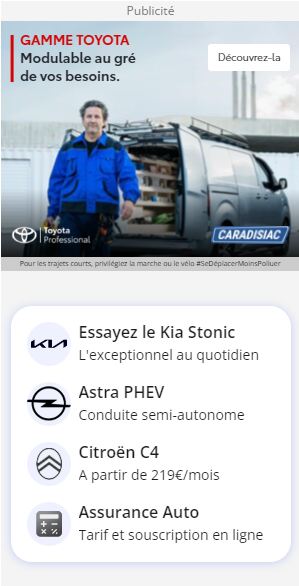 Publicité
GAMME TOYOTA
Modulable au gré
de vos besoins.
Découvrez-la
Toyota
Professional
CARADISIAC
Pour les trajets courts, privilégiez la marche ou le vélo #SeDéplacerMoinsPolluer
Essayez le Kia Stonic
L'exceptionnel au quotidien
Astra PHEV
Conduite semi-autonome
Citroën C4
A partir de 219€/mois
Assurance Auto
Tarif et souscription en ligne